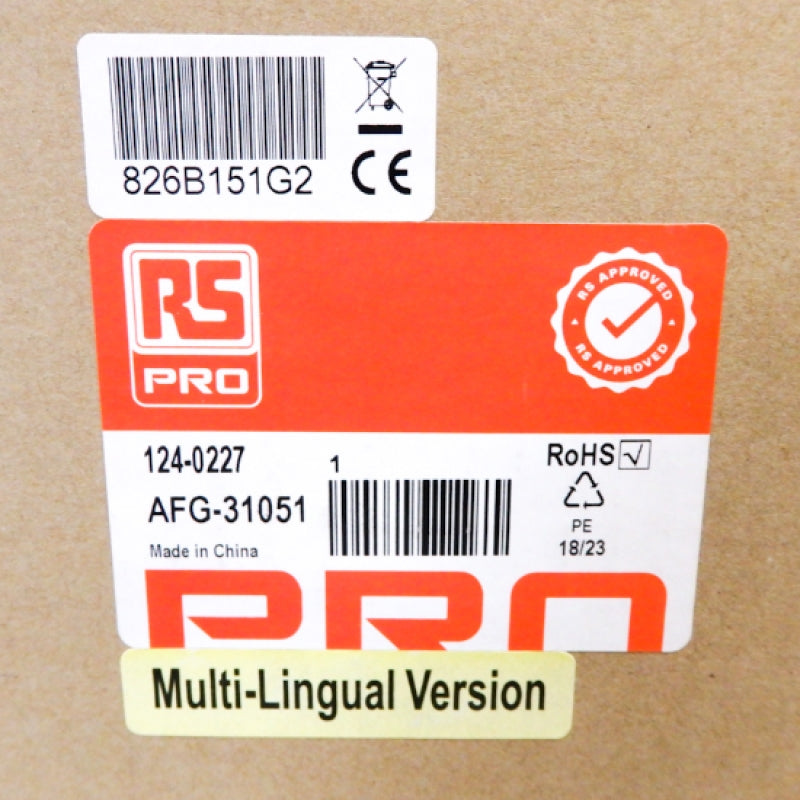 826B151G2
CE
RS
PRO
RS APPROVED
RS APPROVED
124-0227
1
RoHS √
AFG-31051
PE
Made in China
18/23
PRO
Multi-Lingual Version